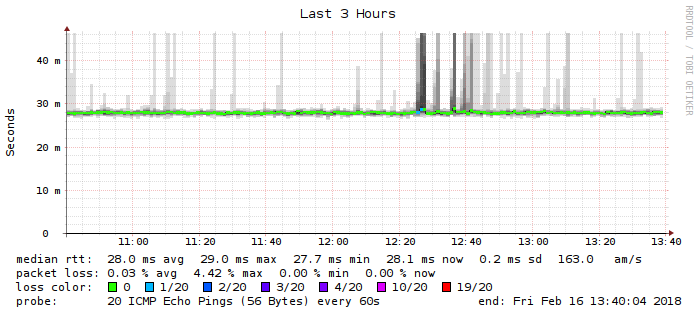 Last 3 Hours
RRDTOOL / TOBI OETIKER
Seconds
40 m
30 m
20 m
10 m
0
11:00 11:20 11:40 12:00 12:20 12:40 13:00 13:20 13:40
median rtt: 28.0 ms avg 29.0 ms max 27.7 ms min 28.1 ms now 0.2 ms sd 163.0 am/s
packet loss: 0.03 % avg 4.42 % max 0.00 % min 0.00 % now
loss color: 0 1/20 2/20 3/20 4/20 10/20 19/20
probe: 20 ICMP Echo Pings (56 Bytes) every 60s end: Fri Feb 16 13:40:04 2018